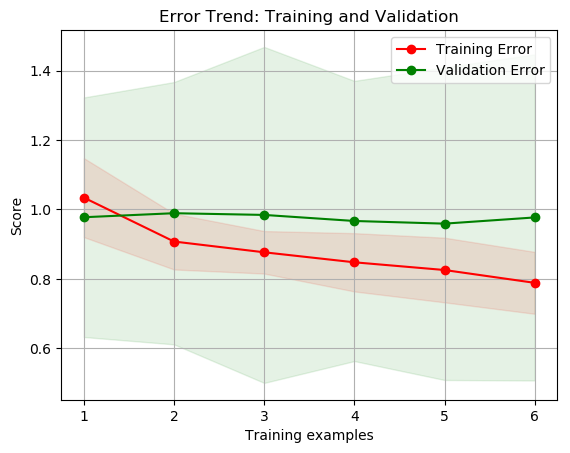 Error Trend: Training and Validation
Training Error
Validation Error
Score
1.4
1.2
1.0
0.8
0.6
1 2 3 4 5 6
Training examples